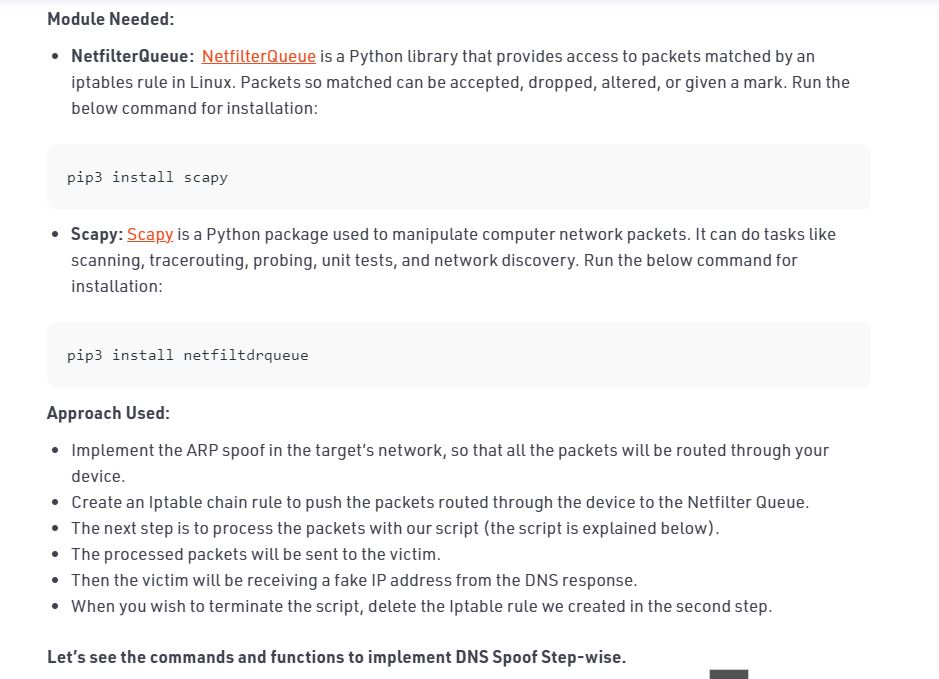 Module Needed:
• NetfilterQueue: NetfilterQueue is a Python library that provides access to packets matched by an
iptables rule in Linux. Packets so matched can be accepted, dropped, altered, or given a mark. Run the
below command for installation:
pip3 install scapy
• Scapy: Scapy is a Python package used to manipulate computer network packets. It can do tasks like
scanning, tracerouting, probing, unit tests, and network discovery. Run the below command for
installation:
pip3 install netfiltdrqueue
Approach Used:
• Implement the ARP spoof in the target's network, so that all the packets will be routed through your
device.
• Create an Iptable chain rule to push the packets routed through the device to the Netfilter Queue.
• The next step is to process the packets with our script (the script is explained below).
• The processed packets will be sent to the victim.
• Then the victim will be receiving a fake IP address from the DNS response.
• When you wish to terminate the script, delete the Iptable rule we created in the second step.
Let's see the commands and functions to implement DNS Spoof Step-wise.